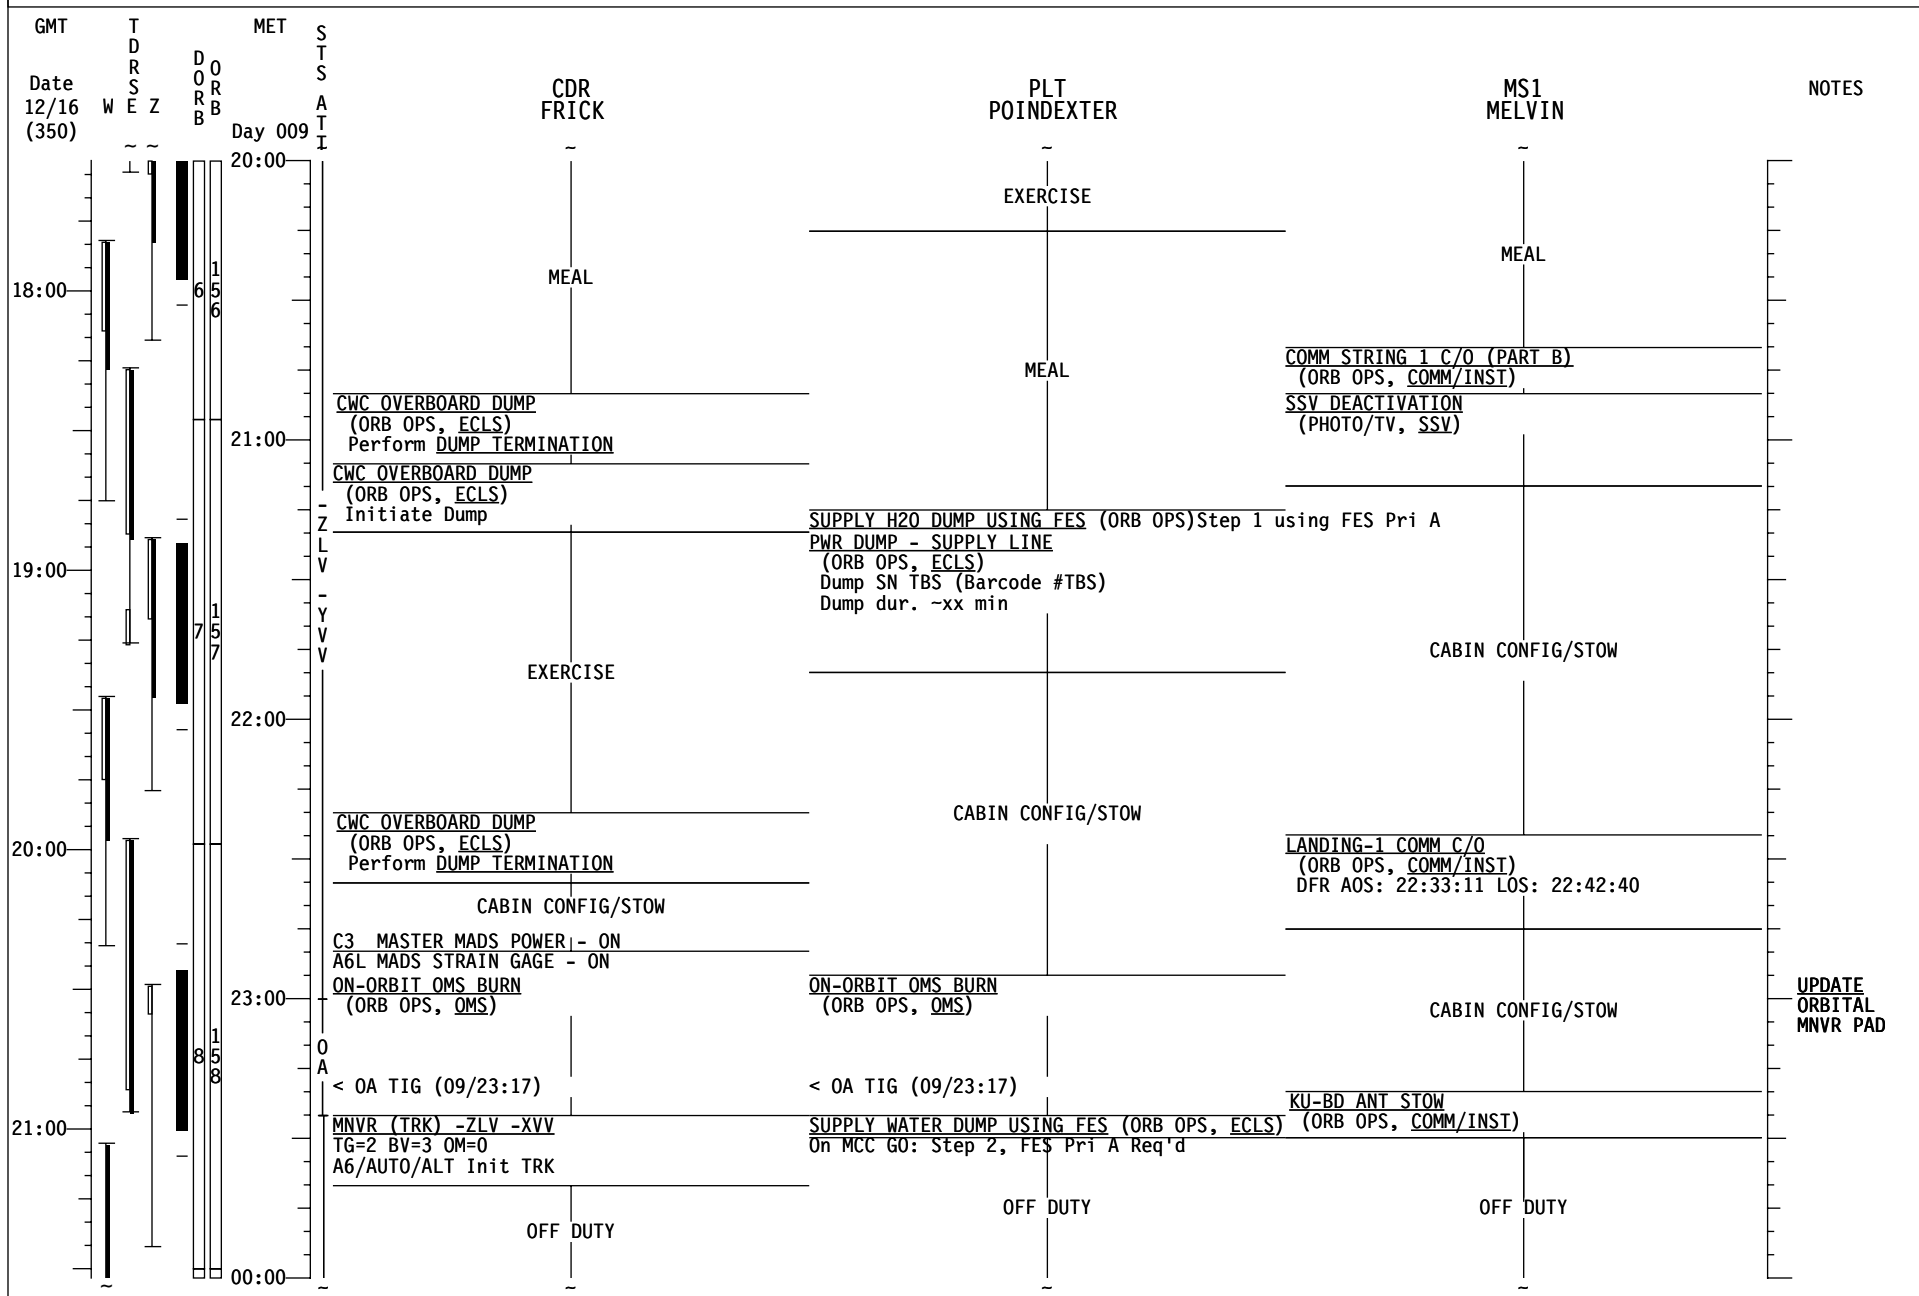 GMT
TDRS
MET
STS ATT
Date
12/16
(350)
W E Z
DORB
ORB
Day 009
CDR
FRICK
PLT
POINDEXTER
MS1
MELVIN
NOTES
~ ~
~
~
~
20:00
EXERCISE
MEAL
MEAL
18:00
6
156
COMM STRING 1 C/O (PART B)
(ORB OPS, COMM/INST)
MEAL
CWC OVERBOARD DUMP
(ORB OPS, ECLS)
Perform DUMP TERMINATION
SSV DEACTIVATION
(PHOTO/TV, SSV)
21:00
CWC OVERBOARD DUMP
(ORB OPS, ECLS)
Initiate Dump
-ZLV -YVV
SUPPLY H2O DUMP USING FES (ORB OPS)Step 1 using FES Pri A
PWR DUMP - SUPPLY LINE
(ORB OPS, ECLS)
Dump SN TBS (Barcode #TBS)
Dump dur. ~xx min
19:00
7
157
CABIN CONFIG/STOW
EXERCISE
22:00
CABIN CONFIG/STOW
CWC OVERBOARD DUMP
(ORB OPS, ECLS)
Perform DUMP TERMINATION
20:00
LANDING-1 COMM C/O
(ORB OPS, COMM/INST)
DFR AOS: 22:33:11 LOS: 22:42:40
CABIN CONFIG/STOW
C3 MASTER MADS POWER - ON
A6L MADS STRAIN GAGE - ON
ON-ORBIT OMS BURN
(ORB OPS, OMS)
ON-ORBIT OMS BURN
(ORB OPS, OMS)
23:00
CABIN CONFIG/STOW
UPDATE
ORBITAL
MNVR PAD
8
158
OA
< OA TIG (09/23:17)
< OA TIG (09/23:17)
KU-BD ANT STOW
(ORB OPS, COMM/INST)
21:00
MNVR (TRK) -ZLV -XVV
TG=2 BV=3 OM=0
A6/AUTO/ALT Init TRK
SUPPLY WATER DUMP USING FES (ORB OPS, ECLS)
On MCC GO: Step 2, FES Pri A Req'd
OFF DUTY
OFF DUTY
OFF DUTY
00:00
~
~
~
~
~